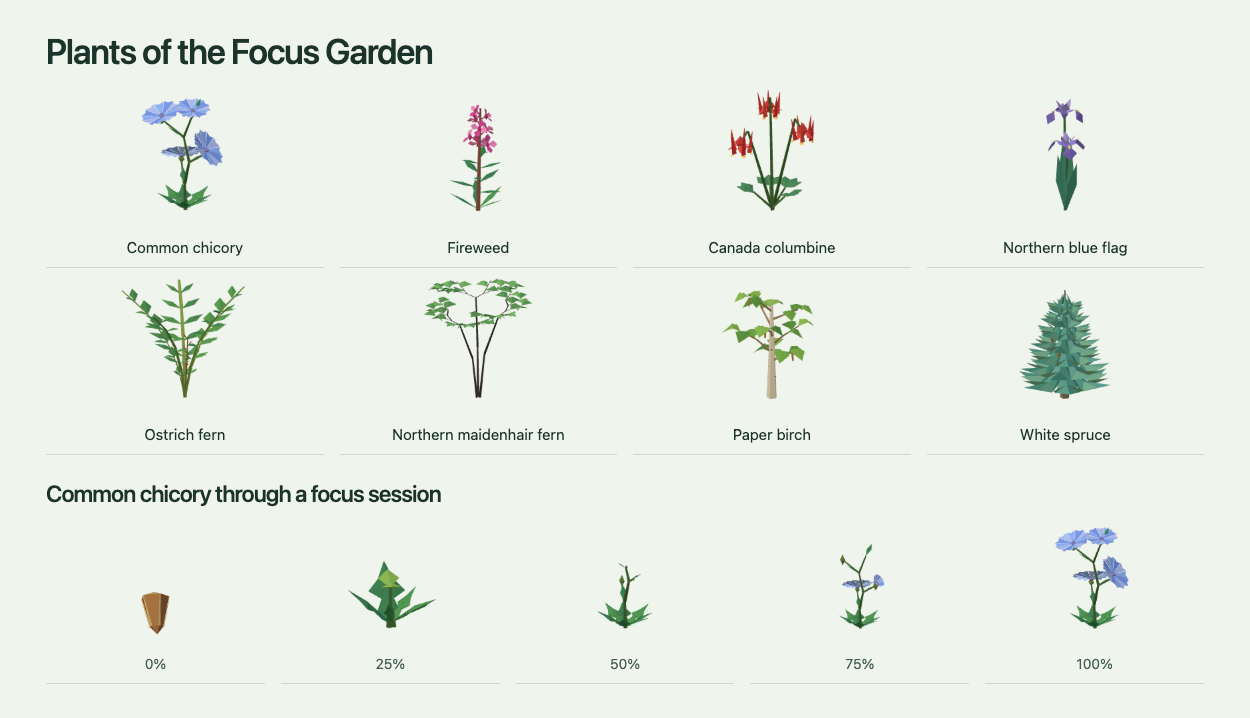 Plants of the Focus Garden
Common chicory
Fireweed
Canada columbine
Northern blue flag
Ostrich fern
Northern maidenhair fern
Paper birch
White spruce
Common chicory through a focus session
0%
25%
50%
75%
100%